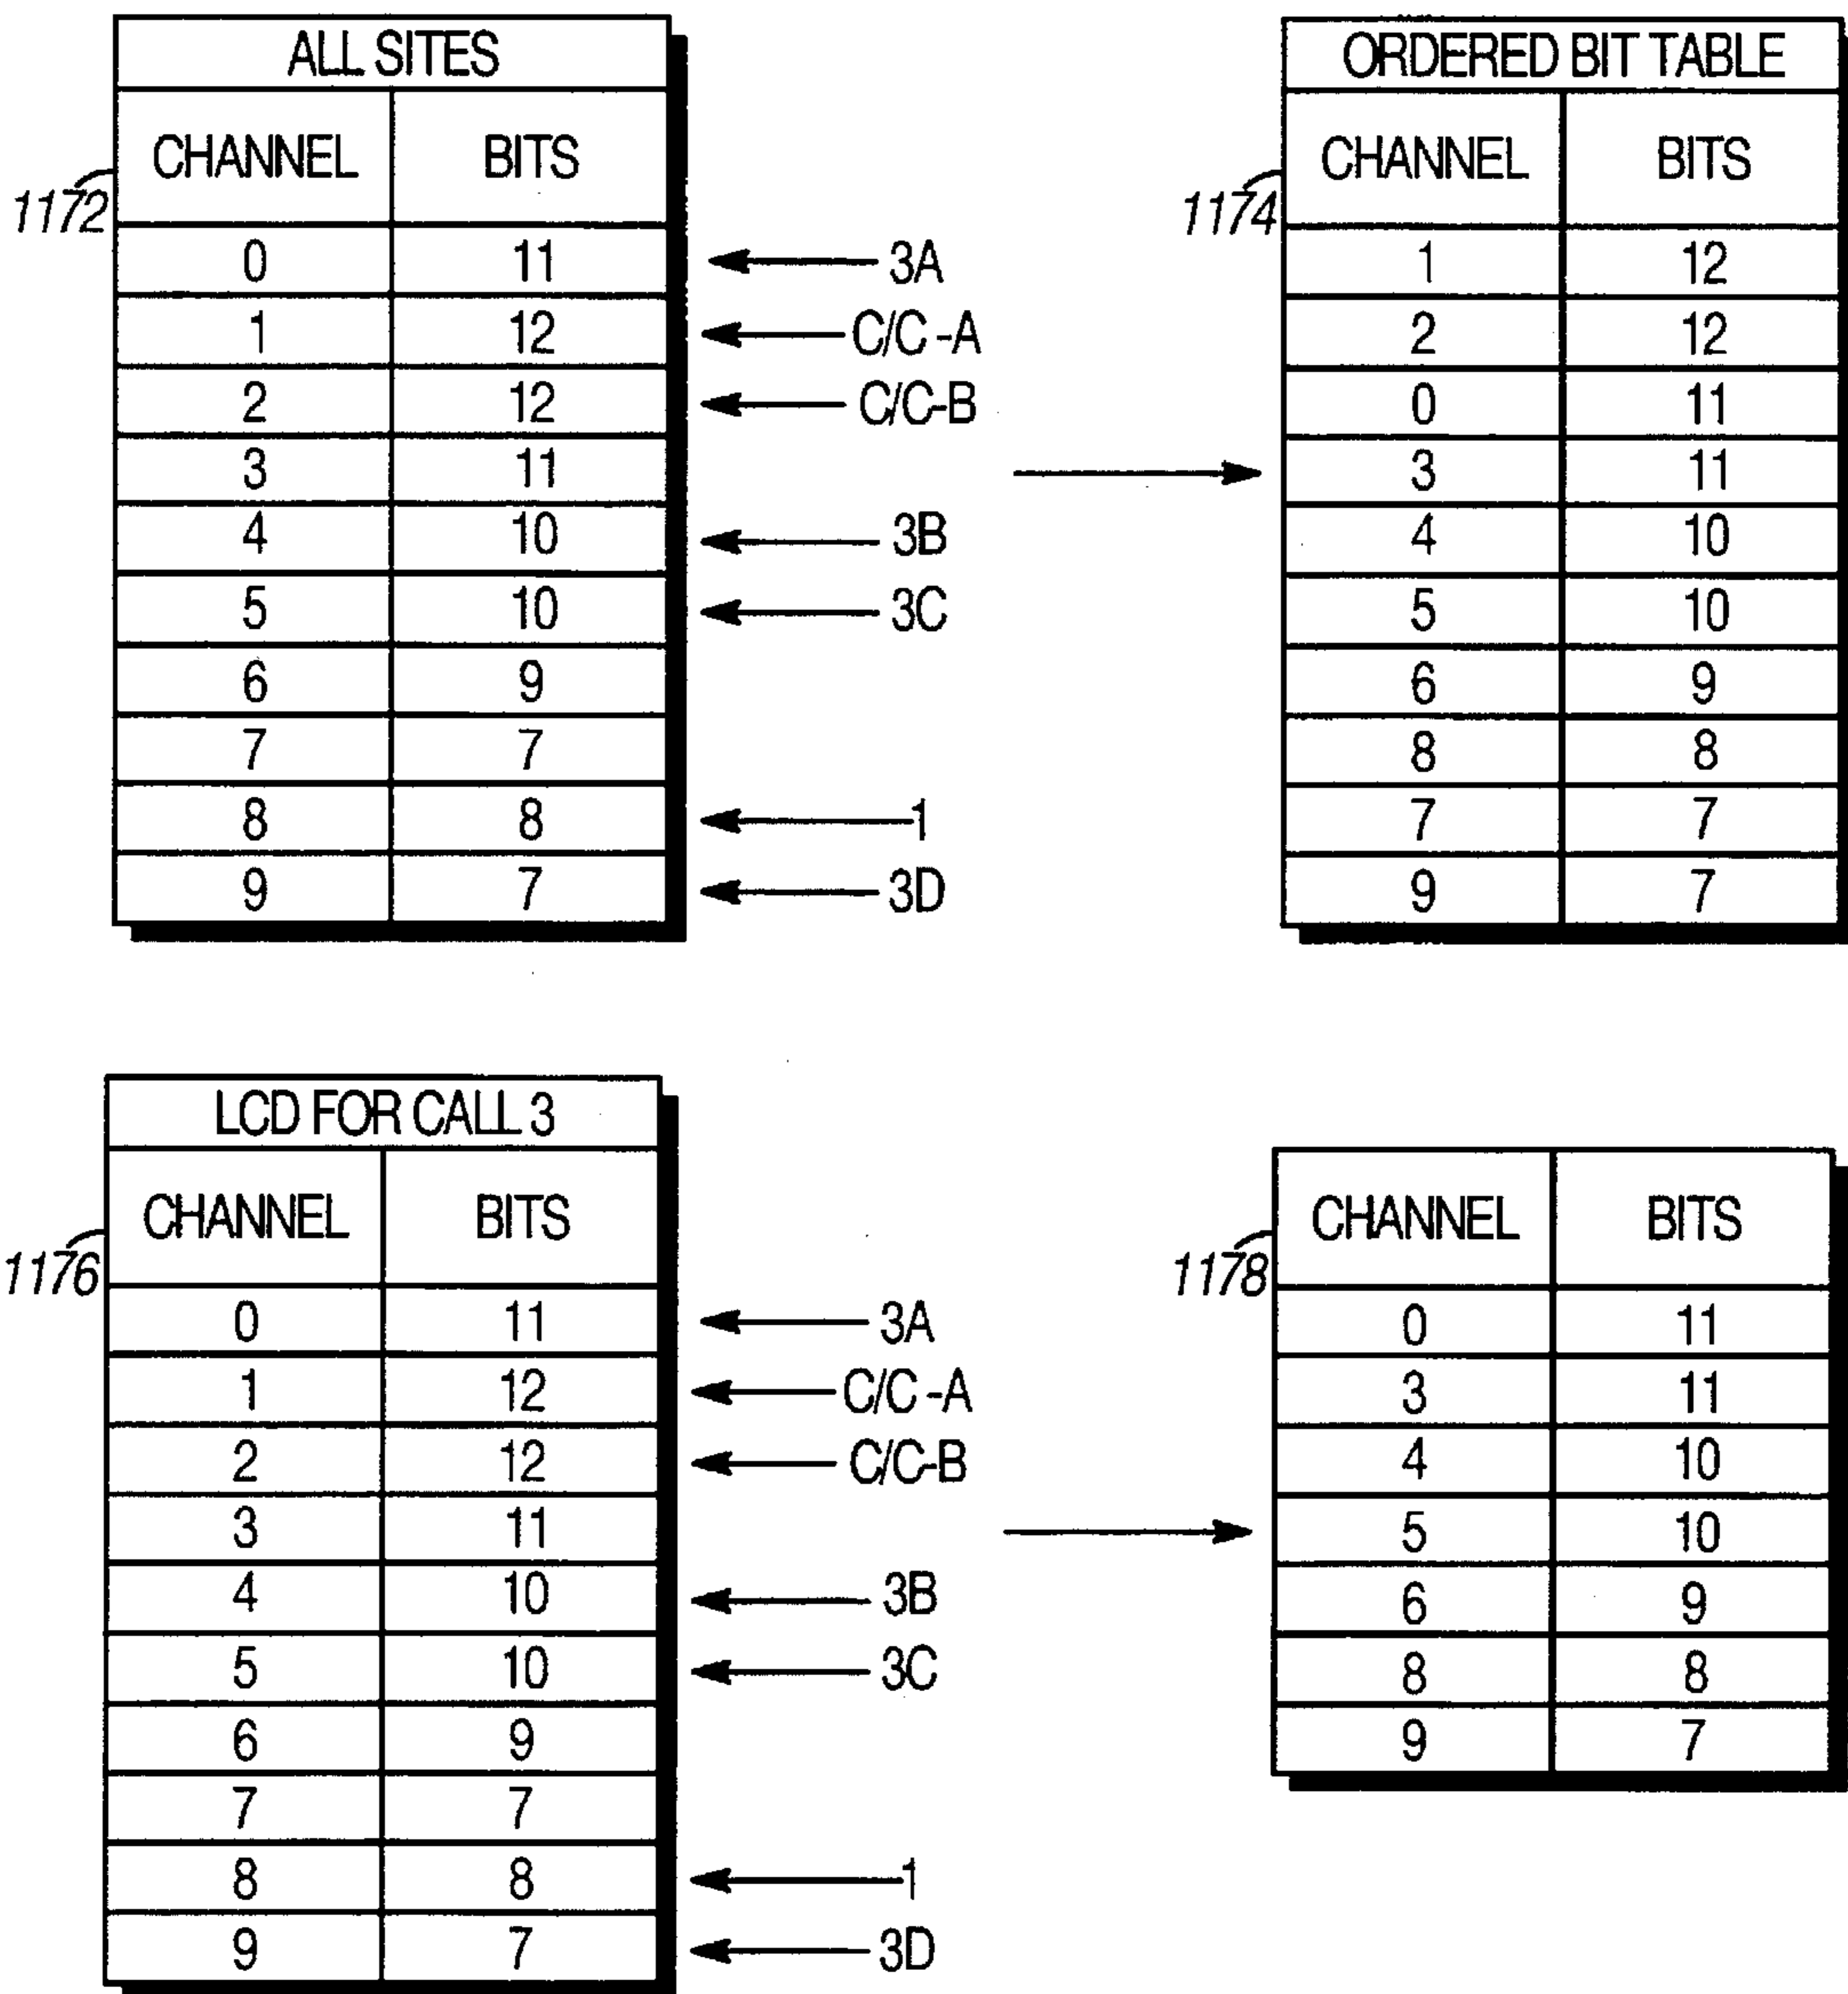 ALL SITES
CHANNEL BITS
1172
0 11 3A
1 12 C/C-A
2 12 C/C-B
3 11
4 10 3B
5 10 3C
6 9
7 7
8 8 1
9 7 3D
ORDERED BIT TABLE
CHANNEL BITS
1174
1 12
2 12
0 11
3 11
4 10
5 10
6 9
8 8
7 7
9 7
LCD FOR CALL 3
CHANNEL BITS
1176
0 11 3A
1 12 C/C-A
2 12 C/C-B
3 11
4 10 3B
5 10 3C
6 9
7 7
8 8 1
9 7 3D
CHANNEL BITS
1178
0 11
3 11
4 10
5 10
6 9
8 8
9 7